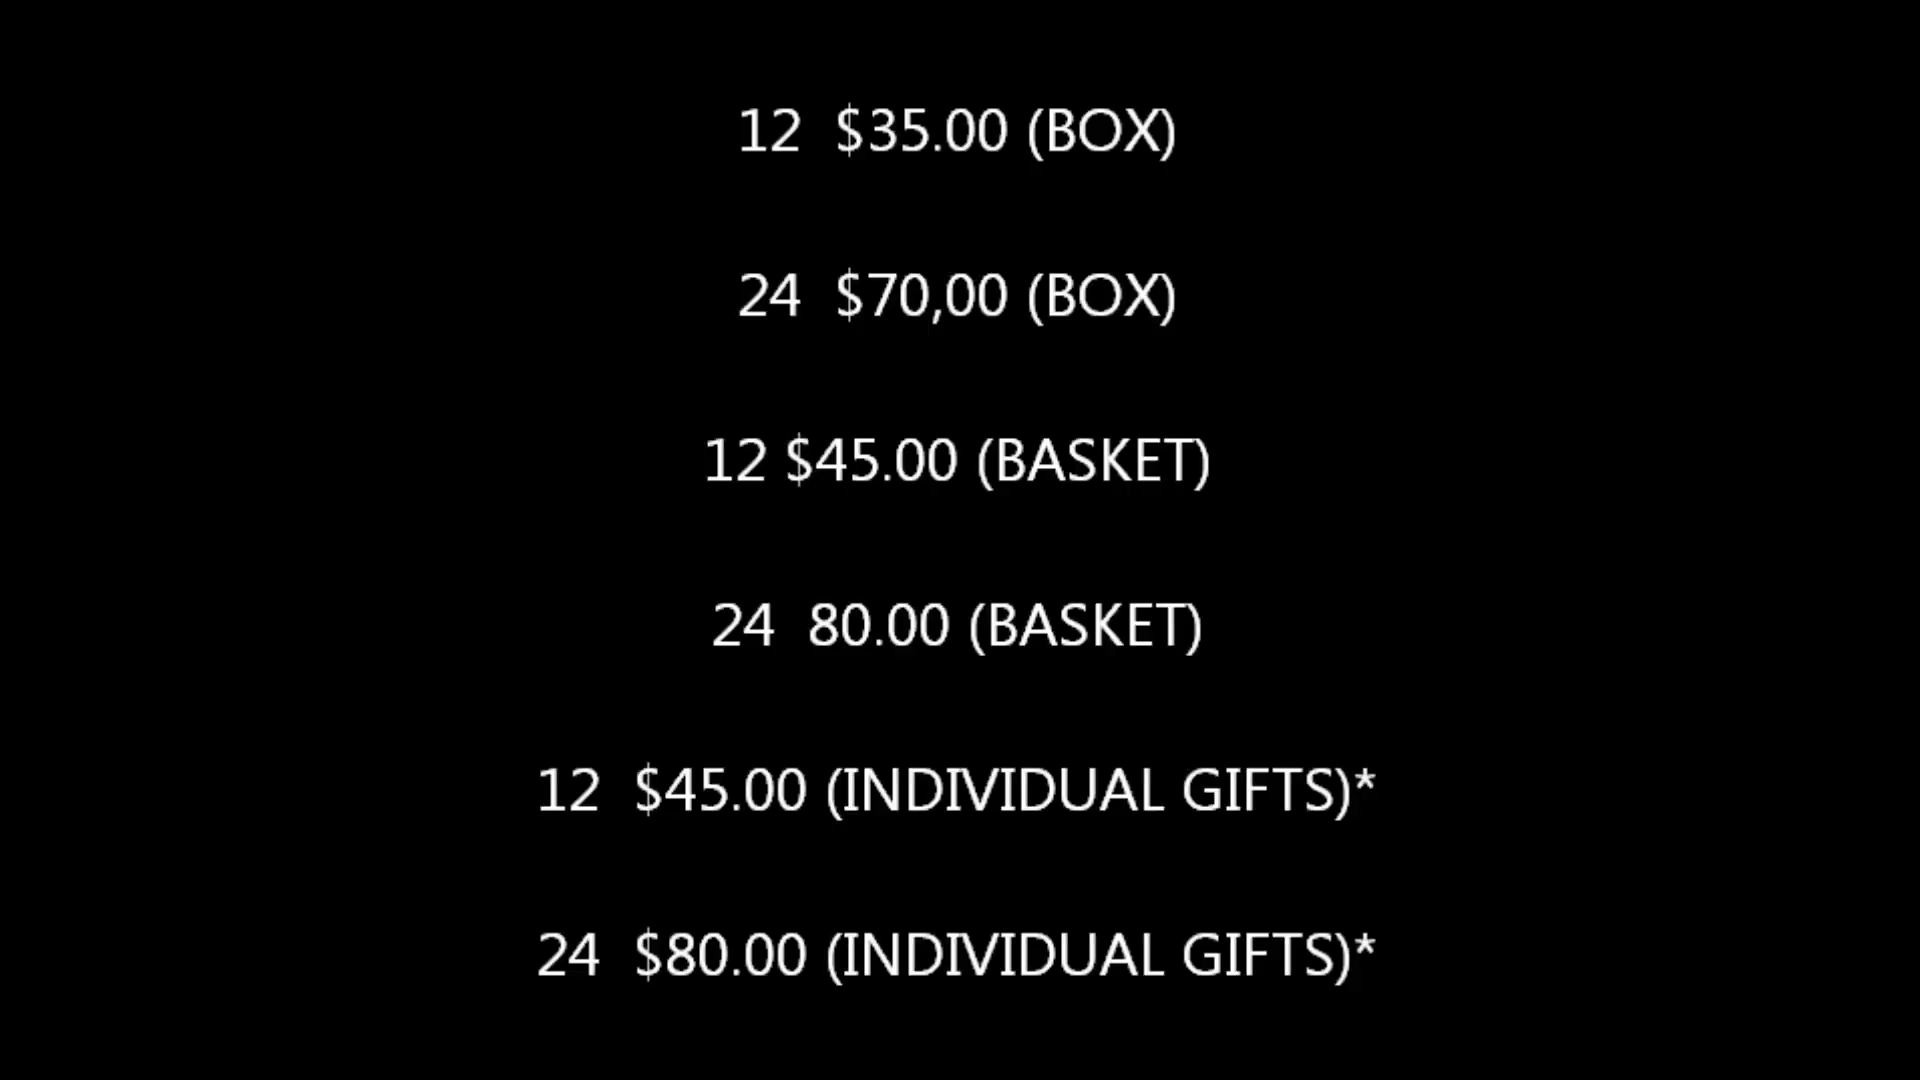 12  $35.00 (BOX)
24  $70,00 (BOX)
12 $45.00 (BASKET)
24  80.00 (BASKET)
12  $45.00 (INDIVIDUAL GIFTS)*
24  $80.00 (INDIVIDUAL GIFTS)*